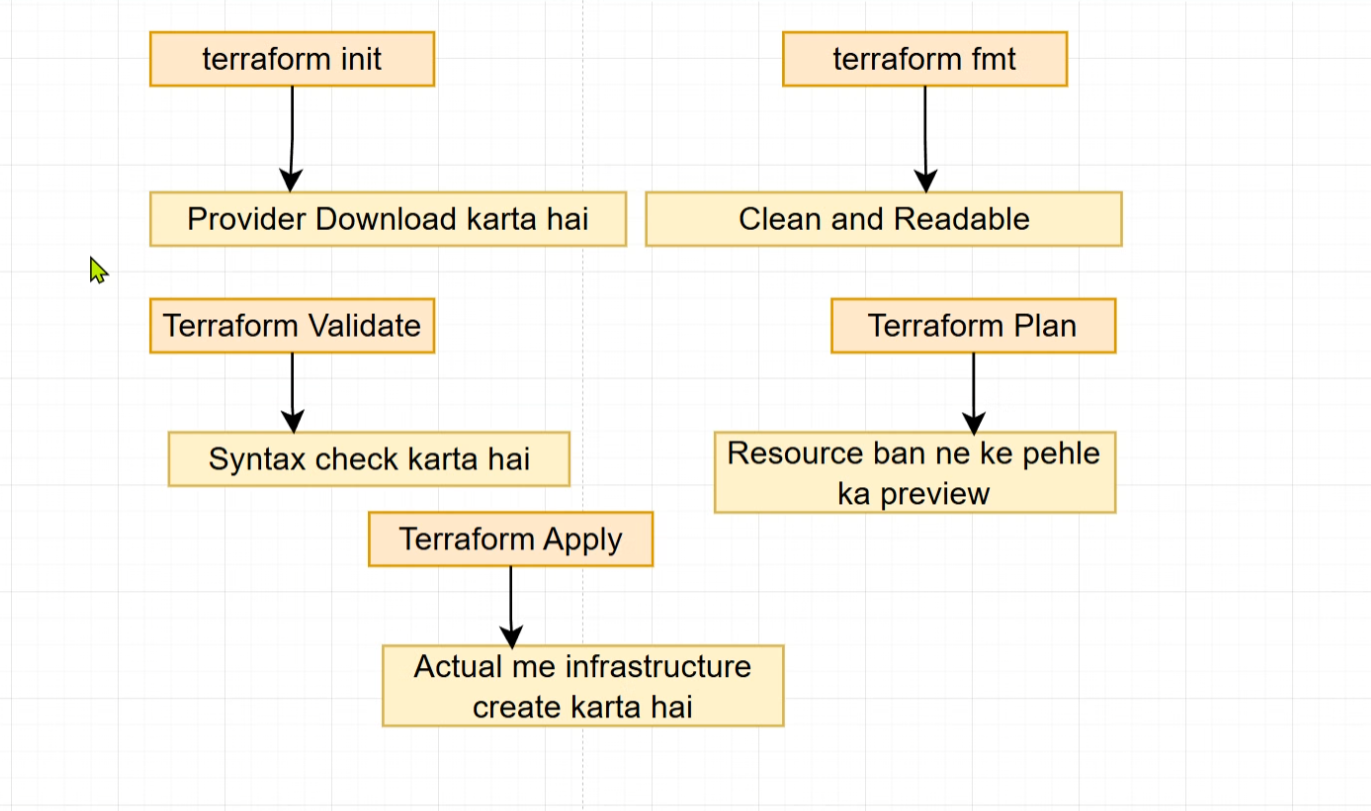 terraform init
terraform fmt
Provider Download karta hai
Clean and Readable
Terraform Validate
Terraform Plan
Syntax check karta hai
Resource ban ne ke pehle
ka preview
Terraform Apply
Actual me infrastructure
create karta hai